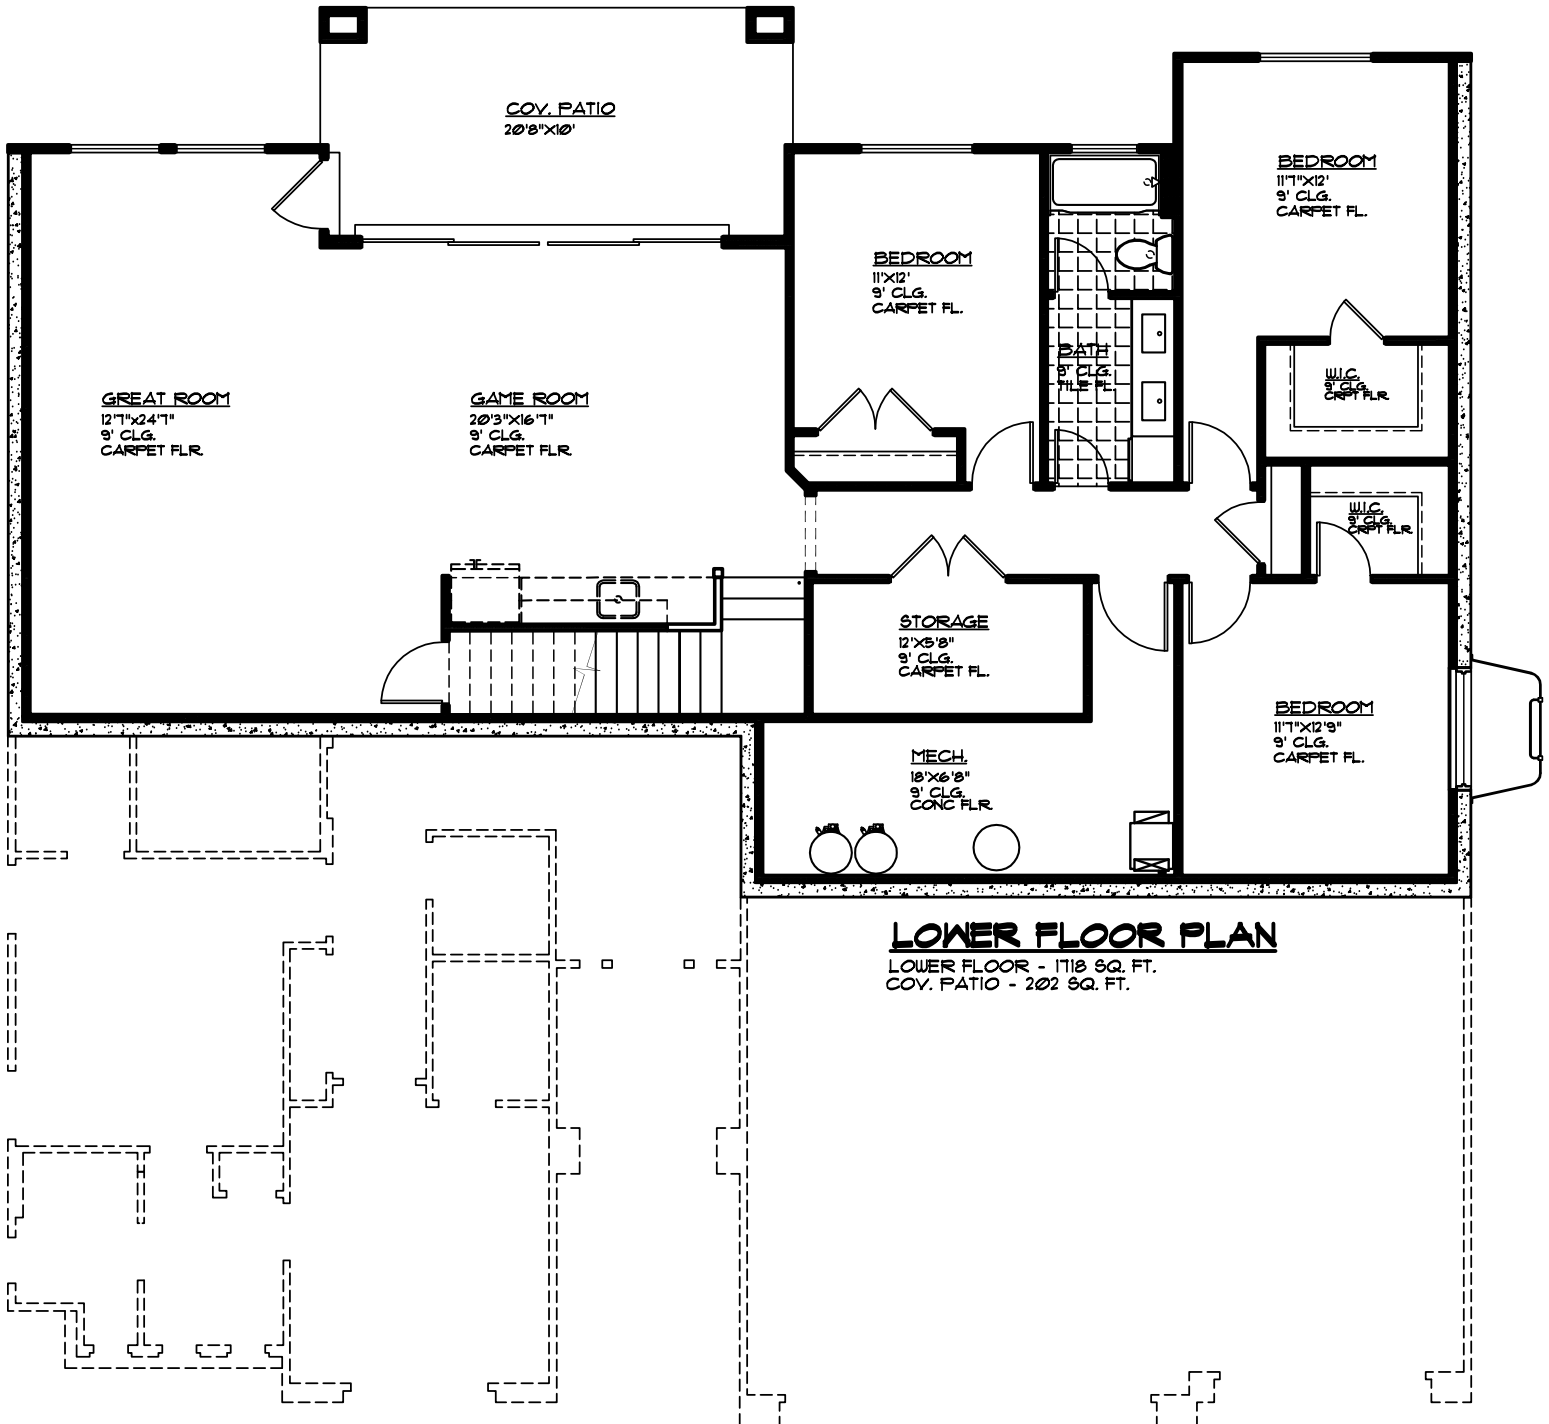 COV. PATIO
20'8"X10'
BEDROOM
11'7"X12'
9' CLG.
CARPET FL.
BEDROOM
11'X12'
9' CLG.
CARPET FL.
BATH
9' CLG.
TILE FL.
W.I.C.
9' CLG.
CRPT FLR.
GREAT ROOM
12'7"x24'7"
9' CLG.
CARPET FLR.
GAME ROOM
20'3"X16'7"
9' CLG.
CARPET FLR.
W.I.C.
9' CLG.
CRPT FLR.
STORAGE
12'X5'8"
9' CLG.
CARPET FL.
BEDROOM
11'7"X12'9"
9' CLG.
CARPET FL.
MECH.
18'X6'8"
9' CLG.
CONC FLR.
LOWER FLOOR PLAN
LOWER FLOOR - 1718 SQ. FT.
COV. PATIO - 202 SQ. FT.